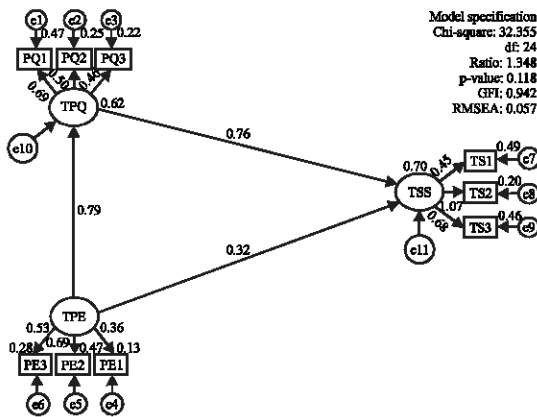 e1 e2 e3
0.47 0.25 0.22
PQ1 PQ2 PQ3
0.69 0.50 0.46
TPQ 0.62
e10
Model specification
Chi-square: 32.355
df: 24
Ratio: 1.348
p-value: 0.118
GFI: 0.942
RMSEA: 0.057
0.76
0.79
0.32
0.70
TSS
e11
0.45
1.07
0.68
TS1 0.49 e7
TS2 0.20 e8
TS3 0.46 e9
TPE
0.53 0.69 0.36
0.28 0.47 0.13
PE3 PE2 PE1
e6 e5 e4